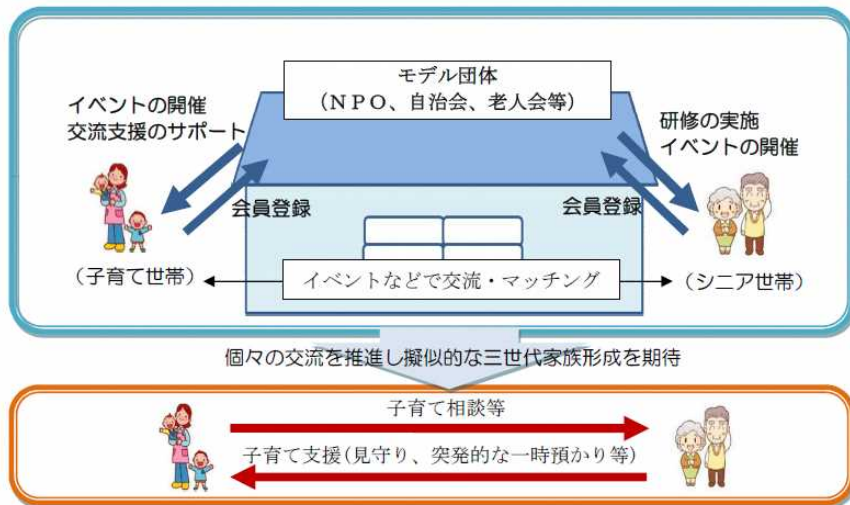 モデル団体
(NPO、自治会、老人会等)
イベントの開催
交流支援のサポート
研修の実施
イベントの開催
会員登録
会員登録
(子育て世帯)
イベントなどで交流・マッチング
(シニア世帯)
個々の交流を推進し擬似的な三世代家族形成を期待
子育て相談等
子育て支援(見守り、突発的な一時預かり等)